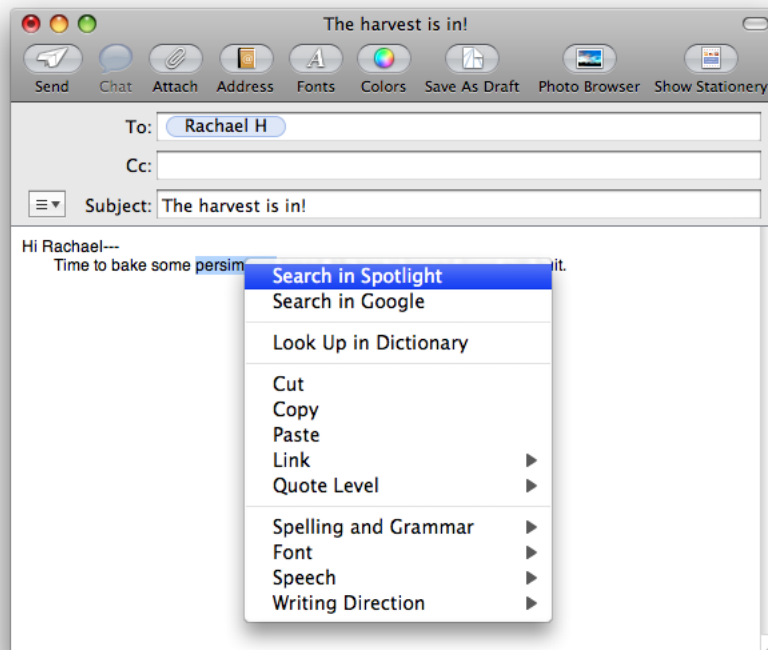 The harvest is in!
Send Chat Attach Address Fonts Colors Save As Draft Photo Browser Show Stationery
To: Rachael H
Cc:
Subject: The harvest is in!
Hi Rachael---
Time to bake some
Search in Spotlight
Search in Google
Look Up in Dictionary
Cut
Copy
Paste
Link
Quote Level
Spelling and Grammar
Font
Speech
Writing Direction